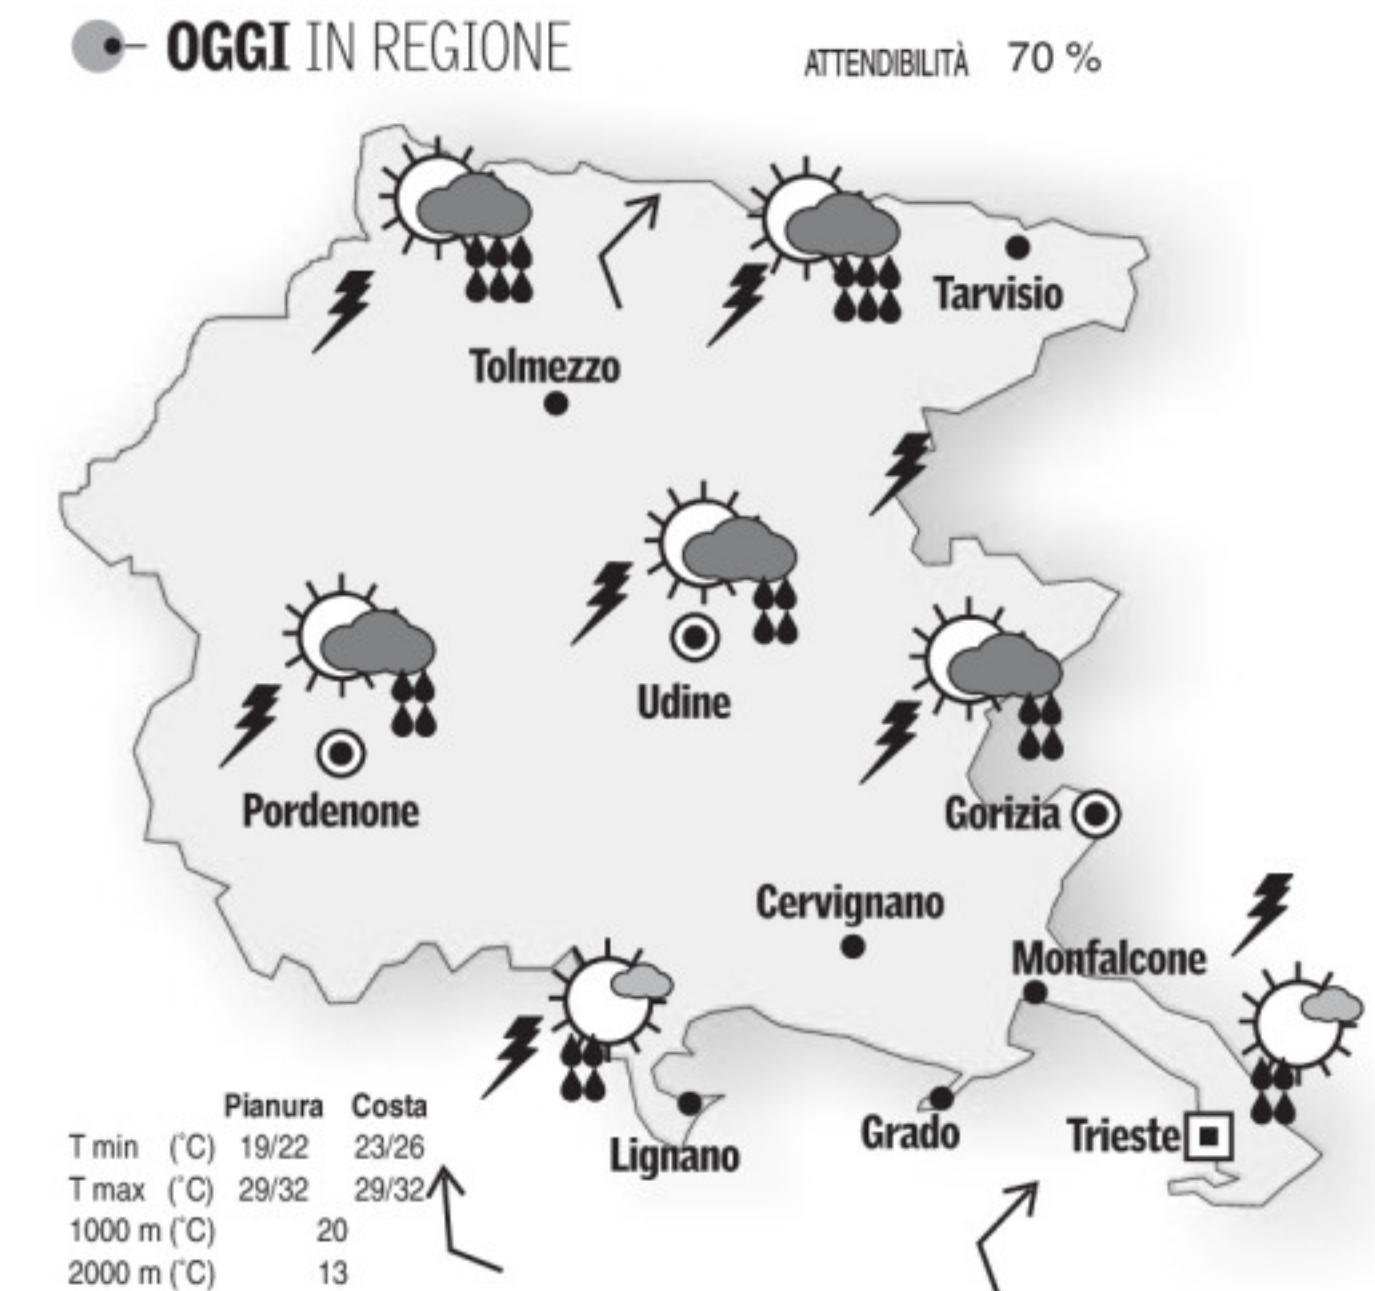 OGGI IN REGIONE
ATTENDIBILITÀ 70 %
Tarvisio
Tolmezzo
Udine
Pordenone
Gorizia
Cervignano
Monfalcone
Lignano
Grado
Trieste
Pianura Costa
T min (°C) 19/22 23/26
T max (°C) 29/32 29/32
1000 m (°C) 20
2000 m (°C) 13